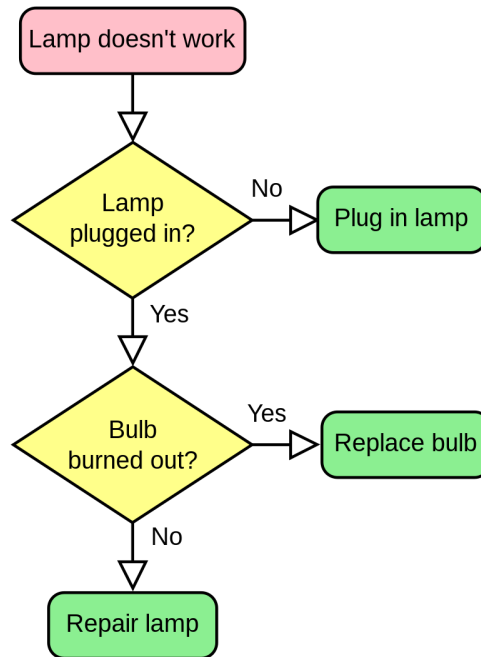 Lamp doesn't work
Lamp
plugged in?
No
Plug in lamp
Yes
Bulb
burned out?
Yes
Replace bulb
No
Repair lamp